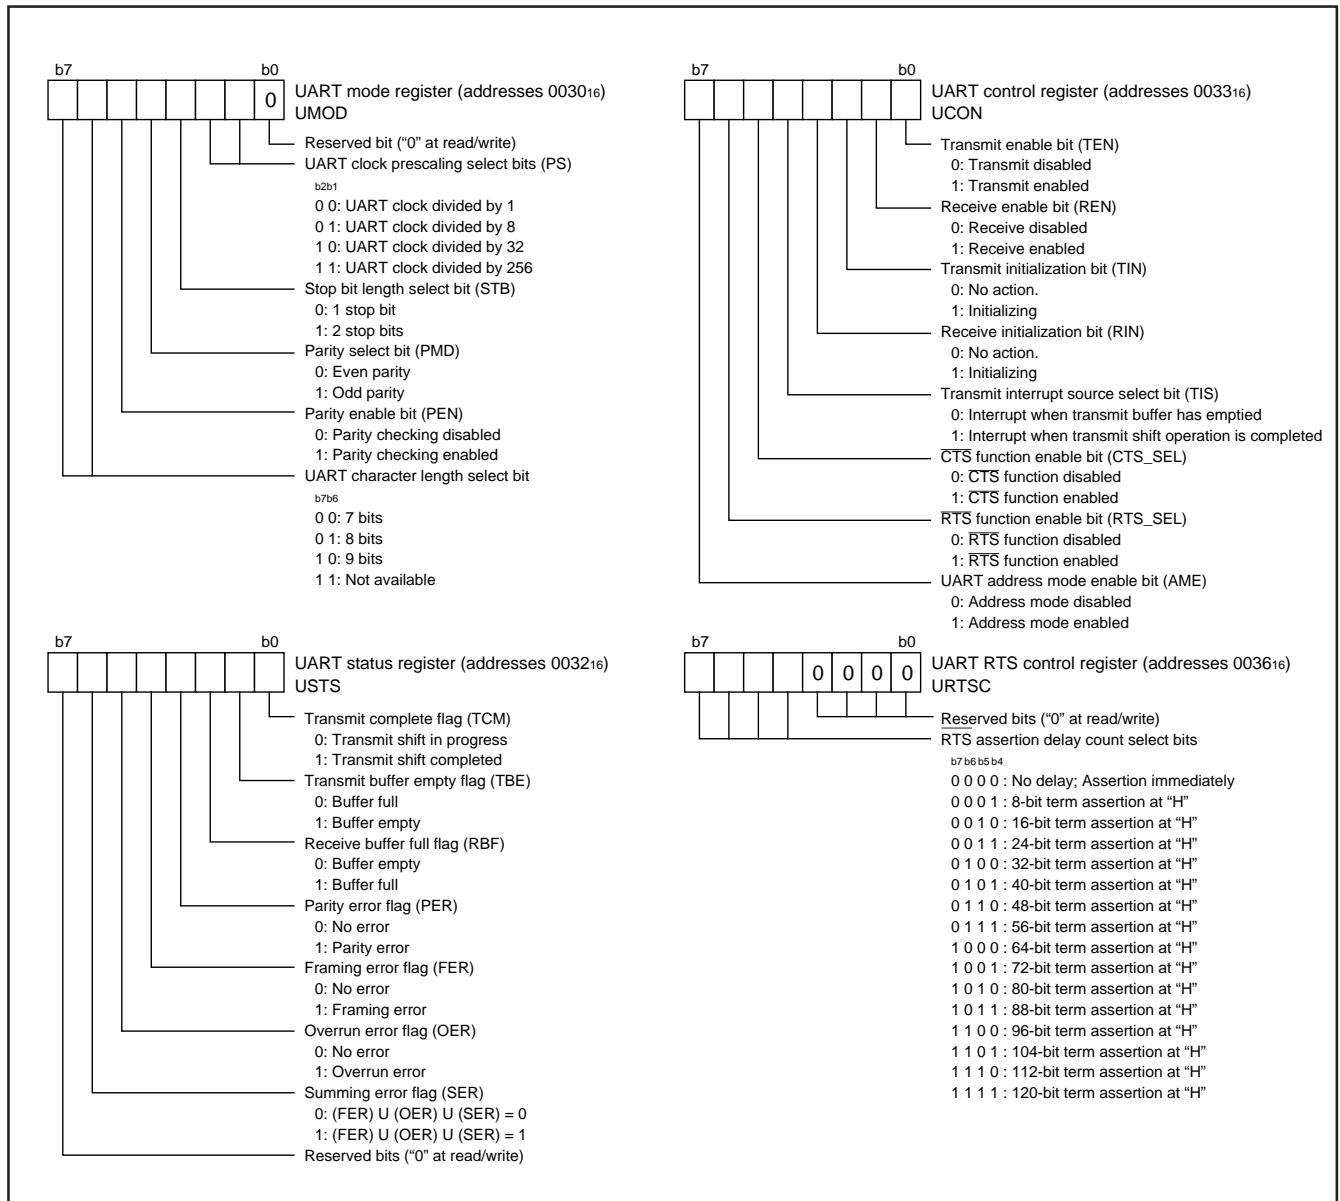 b7 b0
0
UART mode register (addresses 003016)
UMOD
Reserved bit (“0” at read/write)
UART clock prescaling select bits (PS)
b2b1
0 0: UART clock divided by 1
0 1: UART clock divided by 8
1 0: UART clock divided by 32
1 1: UART clock divided by 256
Stop bit length select bit (STB)
0: 1 stop bit
1: 2 stop bits
Parity select bit (PMD)
0: Even parity
1: Odd parity
Parity enable bit (PEN)
0: Parity checking disabled
1: Parity checking enabled
UART character length select bit
b7b6
0 0: 7 bits
0 1: 8 bits
1 0: 9 bits
1 1: Not available
b7 b0
UART control register (addresses 003316)
UCON
Transmit enable bit (TEN)
0: Transmit disabled
1: Transmit enabled
Receive enable bit (REN)
0: Receive disabled
1: Receive enabled
Transmit initialization bit (TIN)
0: No action.
1: Initializing
Receive initialization bit (RIN)
0: No action.
1: Initializing
Transmit interrupt source select bit (TIS)
0: Interrupt when transmit buffer has emptied
1: Interrupt when transmit shift operation is completed
CTS function enable bit (CTS_SEL)
0: CTS function disabled
1: CTS function enabled
RTS function enable bit (RTS_SEL)
0: RTS function disabled
1: RTS function enabled
UART address mode enable bit (AME)
0: Address mode disabled
1: Address mode enabled
b7 b0
UART status register (addresses 003216)
USTS
Transmit complete flag (TCM)
0: Transmit shift in progress
1: Transmit shift completed
Transmit buffer empty flag (TBE)
0: Buffer full
1: Buffer empty
Receive buffer full flag (RBF)
0: Buffer empty
1: Buffer full
Parity error flag (PER)
0: No error
1: Parity error
Framing error flag (FER)
0: No error
1: Framing error
Overrun error flag (OER)
0: No error
1: Overrun error
Summing error flag (SER)
0: (FER) U (OER) U (SER) = 0
1: (FER) U (OER) U (SER) = 1
Reserved bits (“0” at read/write)
b7 b0
0 0 0 0
UART RTS control register (addresses 003616)
URTSC
Reserved bits (“0” at read/write)
RTS assertion delay count select bits
b7 b6 b5 b4
0 0 0 0 : No delay; Assertion immediately
0 0 0 1 : 8-bit term assertion at “H”
0 0 1 0 : 16-bit term assertion at “H”
0 0 1 1 : 24-bit term assertion at “H”
0 1 0 0 : 32-bit term assertion at “H”
0 1 0 1 : 40-bit term assertion at “H”
0 1 1 0 : 48-bit term assertion at “H”
0 1 1 1 : 56-bit term assertion at “H”
1 0 0 0 : 64-bit term assertion at “H”
1 0 0 1 : 72-bit term assertion at “H”
1 0 1 0 : 80-bit term assertion at “H”
1 0 1 1 : 88-bit term assertion at “H”
1 1 0 0 : 96-bit term assertion at “H”
1 1 0 1 : 104-bit term assertion at “H”
1 1 1 0 : 112-bit term assertion at “H”
1 1 1 1 : 120-bit term assertion at “H”